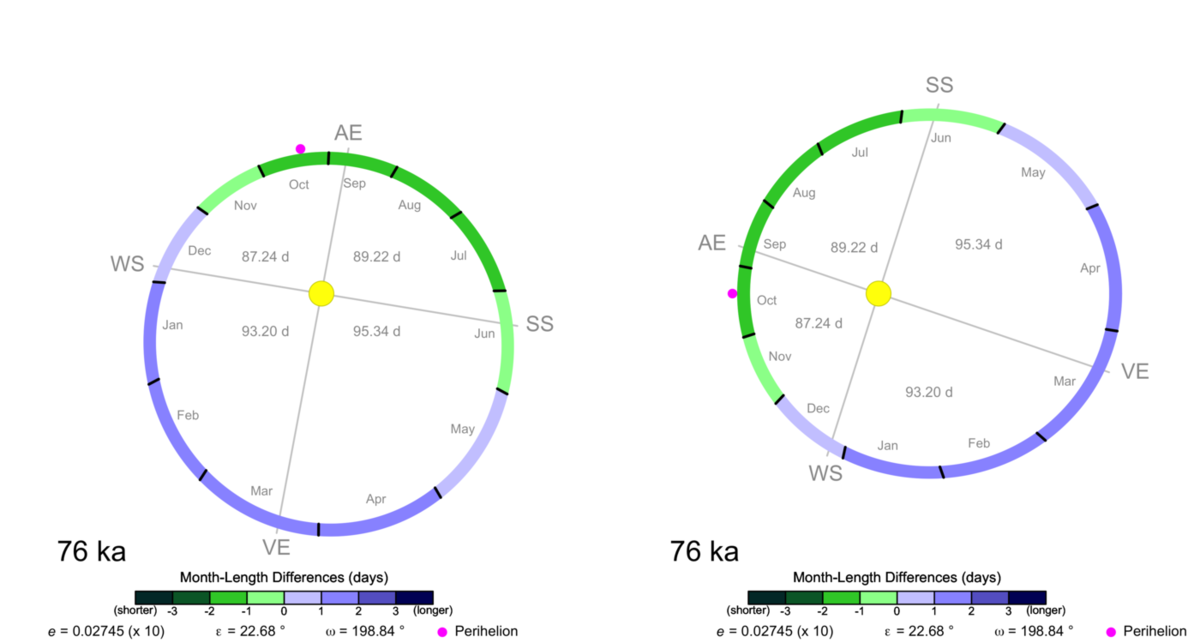 AE
Oct
Sep
Nov
Aug
Dec
87.24 d
89.22 d
Jul
WS
Jan
93.20 d
95.34 d
Jun
SS
Feb
May
Mar
Apr
VE
76 ka
Month-Length Differences (days)
(shorter) -3 -2 -1 0 1 2 3 (longer)
e = 0.02745 (x 10) ε = 22.68 ° ω = 198.84 ° Perihelion
SS
Jun
Jul
May
Aug
AE
Sep
89.22 d
95.34 d
Apr
Oct
87.24 d
Nov
VE
Mar
93.20 d
Dec
Jan
Feb
WS
76 ka
Month-Length Differences (days)
(shorter) -3 -2 -1 0 1 2 3 (longer)
e = 0.02745 (x 10) ε = 22.68 ° ω = 198.84 ° Perihelion